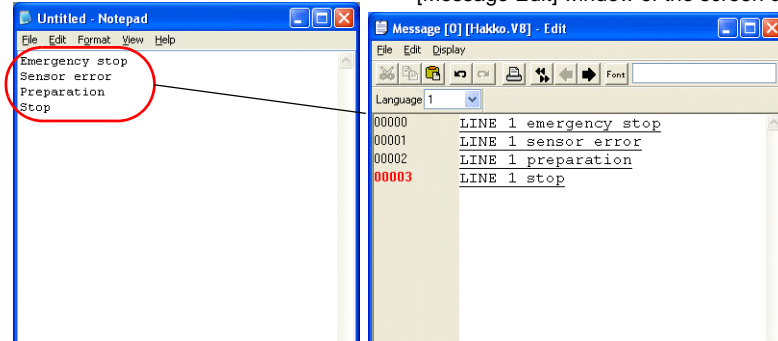 [Message Edit] window of the screen
Untitled - Notepad
File Edit Format View Help
Emergency stop
Sensor error
Preparation
Stop
Message [0] [Hakko.V8] - Edit
File Edit Display
Font
Language 1
00000 LINE 1 emergency stop
00001 LINE 1 sensor error
00002 LINE 1 preparation
00003 LINE 1 stop